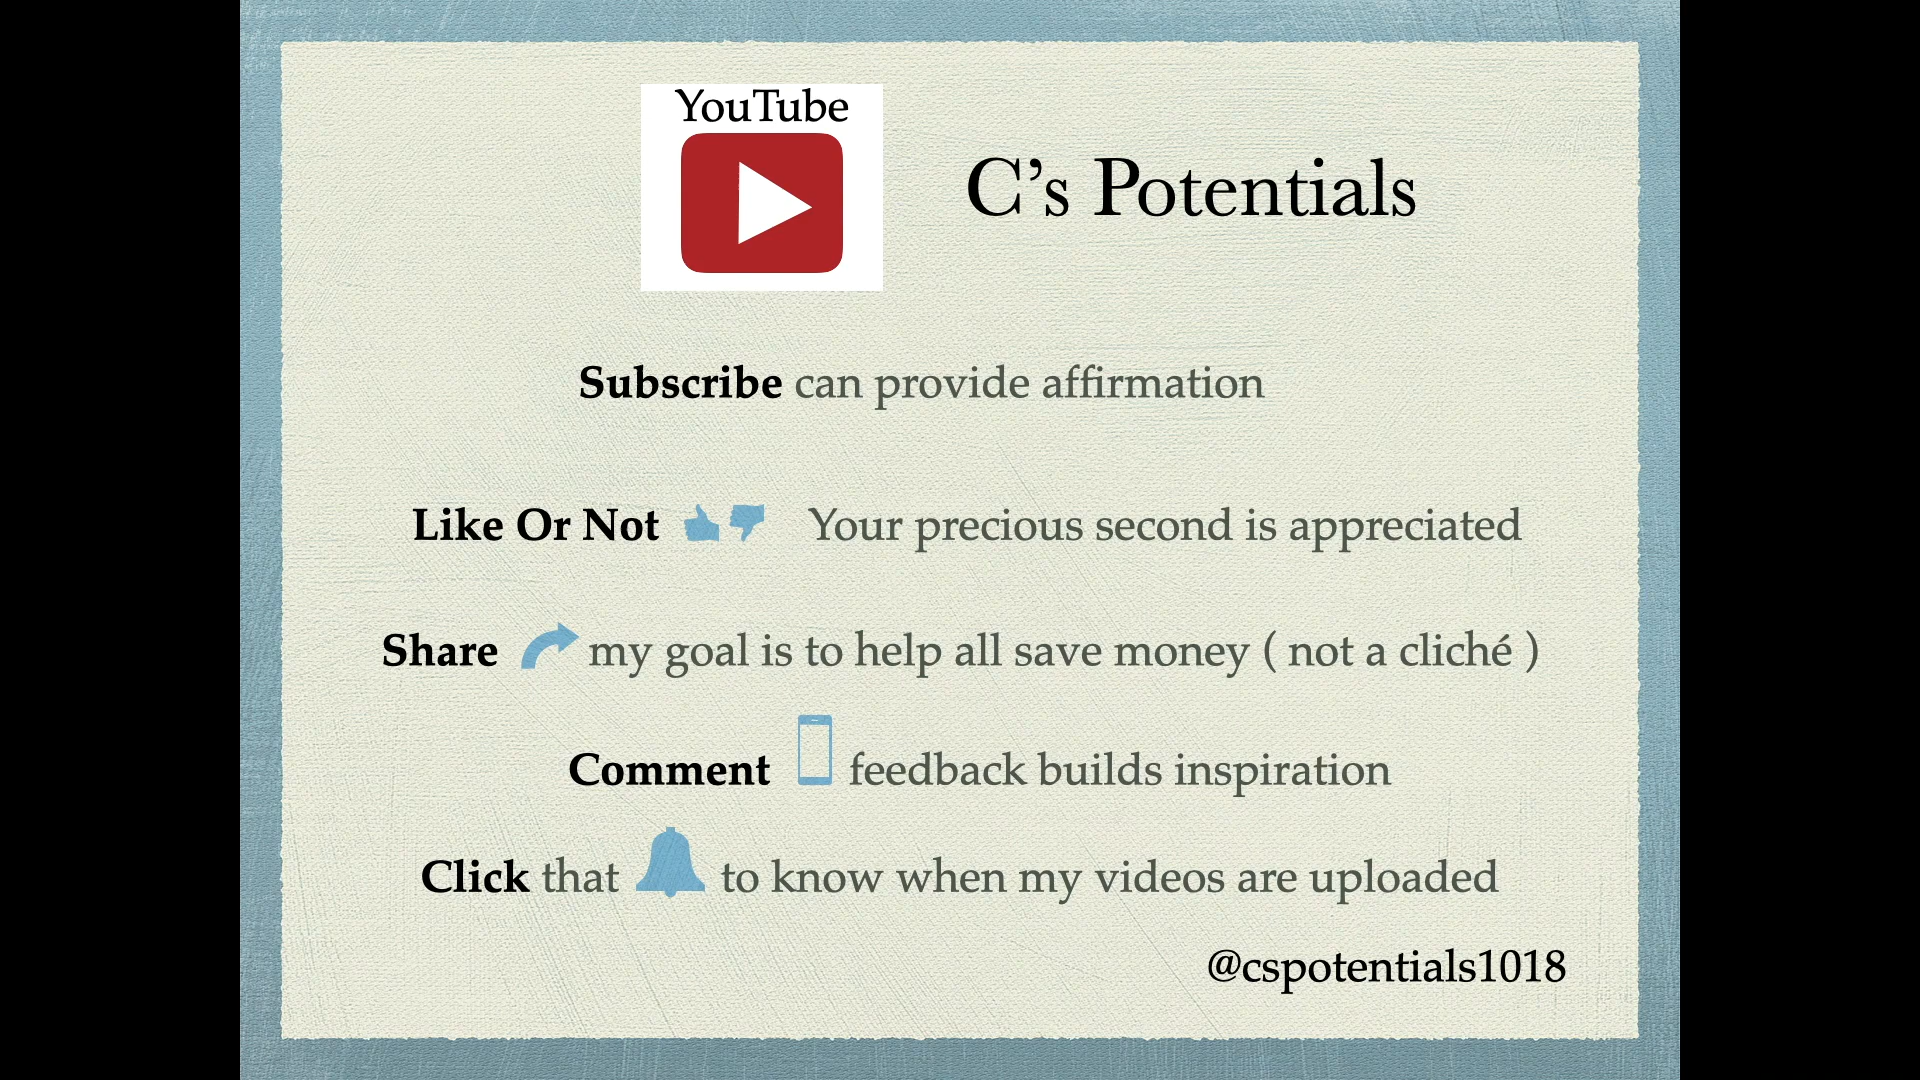 YouTube
C’s Potentials
Subscribe can provide affirmation
Like Or Not Your precious second is appreciated
Share my goal is to help all save money ( not a cliché )
Comment feedback builds inspiration
Click that to know when my videos are uploaded
@cspotentials1018